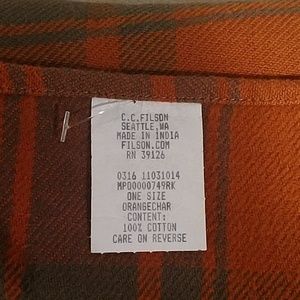 C.C.FILSON
SEATTLE,WA
MADE IN INDIA
FILSON.COM
RN 39126
0316 11031014
MPO0000749RK
ONE SIZE
ORANGECHAR
CONTENT:
100% COTTON
CARE ON REVERSE